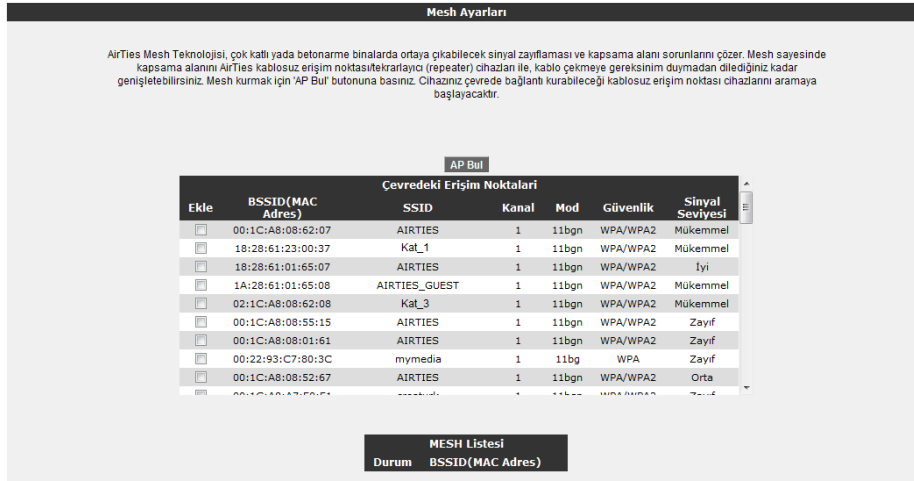 Mesh Ayarları
AirTies Mesh Teknolojisi, çok katlı yada betonarme binalarda ortaya çıkabilecek sinyal zayıflaması ve kapsama alanı sorunlarını çözer. Mesh sayesinde
kapsama alanını AirTies kablosuz erişim noktası/tekrarlayıcı (repeater) cihazları ile, kablo çekmeye gereksinim duymadan dilediğiniz kadar
genişletebilirsiniz. Mesh kurmak için 'AP Bul' butonuna basınız. Cihazınız çevrede bağlantı kurabileceği kablosuz erişim noktası cihazlarını aramaya
başlayacaktır.
AP Bul
Çevredeki Erişim Noktalari
Ekle BSSID(MAC Adres) SSID Kanal Mod Güvenlik Sinyal Seviyesi
00:1C:A8:08:62:07 AIRTIES 1 11bgn WPA/WPA2 Mükemmel
18:28:61:23:00:37 Kat_1 1 11bgn WPA/WPA2 Mükemmel
18:28:61:01:65:07 AIRTIES 1 11bgn WPA/WPA2 İyi
1A:28:61:01:65:08 AIRTIES_GUEST 1 11bgn WPA/WPA2 Mükemmel
02:1C:A8:08:62:08 Kat_3 1 11bgn WPA/WPA2 Mükemmel
00:1C:A8:08:55:15 AIRTIES 1 11bgn WPA/WPA2 Zayıf
00:1C:A8:08:01:61 AIRTIES 1 11bgn WPA/WPA2 Zayıf
00:22:93:C7:80:3C mymedia 1 11bg WPA Zayıf
00:1C:A8:08:52:67 AIRTIES 1 11bgn WPA/WPA2 Orta
MESH Listesi
Durum BSSID(MAC Adres)